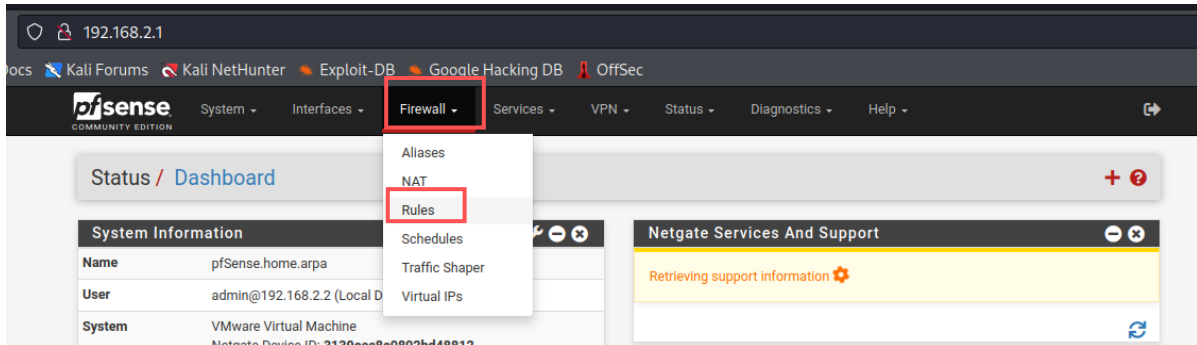 192.168.2.1
Docs Kali Forums Kali NetHunter Exploit-DB Google Hacking DB OffSec
pfsense System Interfaces Firewall Services VPN Status Diagnostics Help
COMMUNITY EDITION
Aliases
Status / Dashboard
NAT
Rules
System Information Netgate Services And Support
Schedules
Name pfSense.home.arpa
Traffic Shaper
Retrieving support information
User admin@192.168.2.2 (Local D
Virtual IPs
System VMware Virtual Machine
Netgate Device ID: